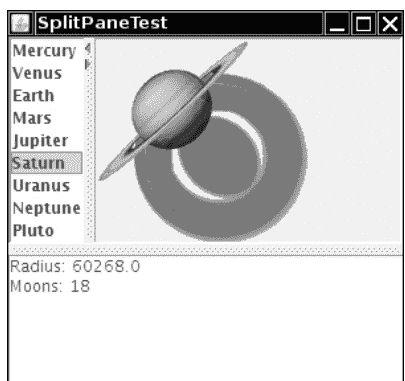 SplitPaneTest
Mercury
Venus
Earth
Mars
Jupiter
Saturn
Uranus
Neptune
Pluto
Radius: 60268.0
Moons: 18